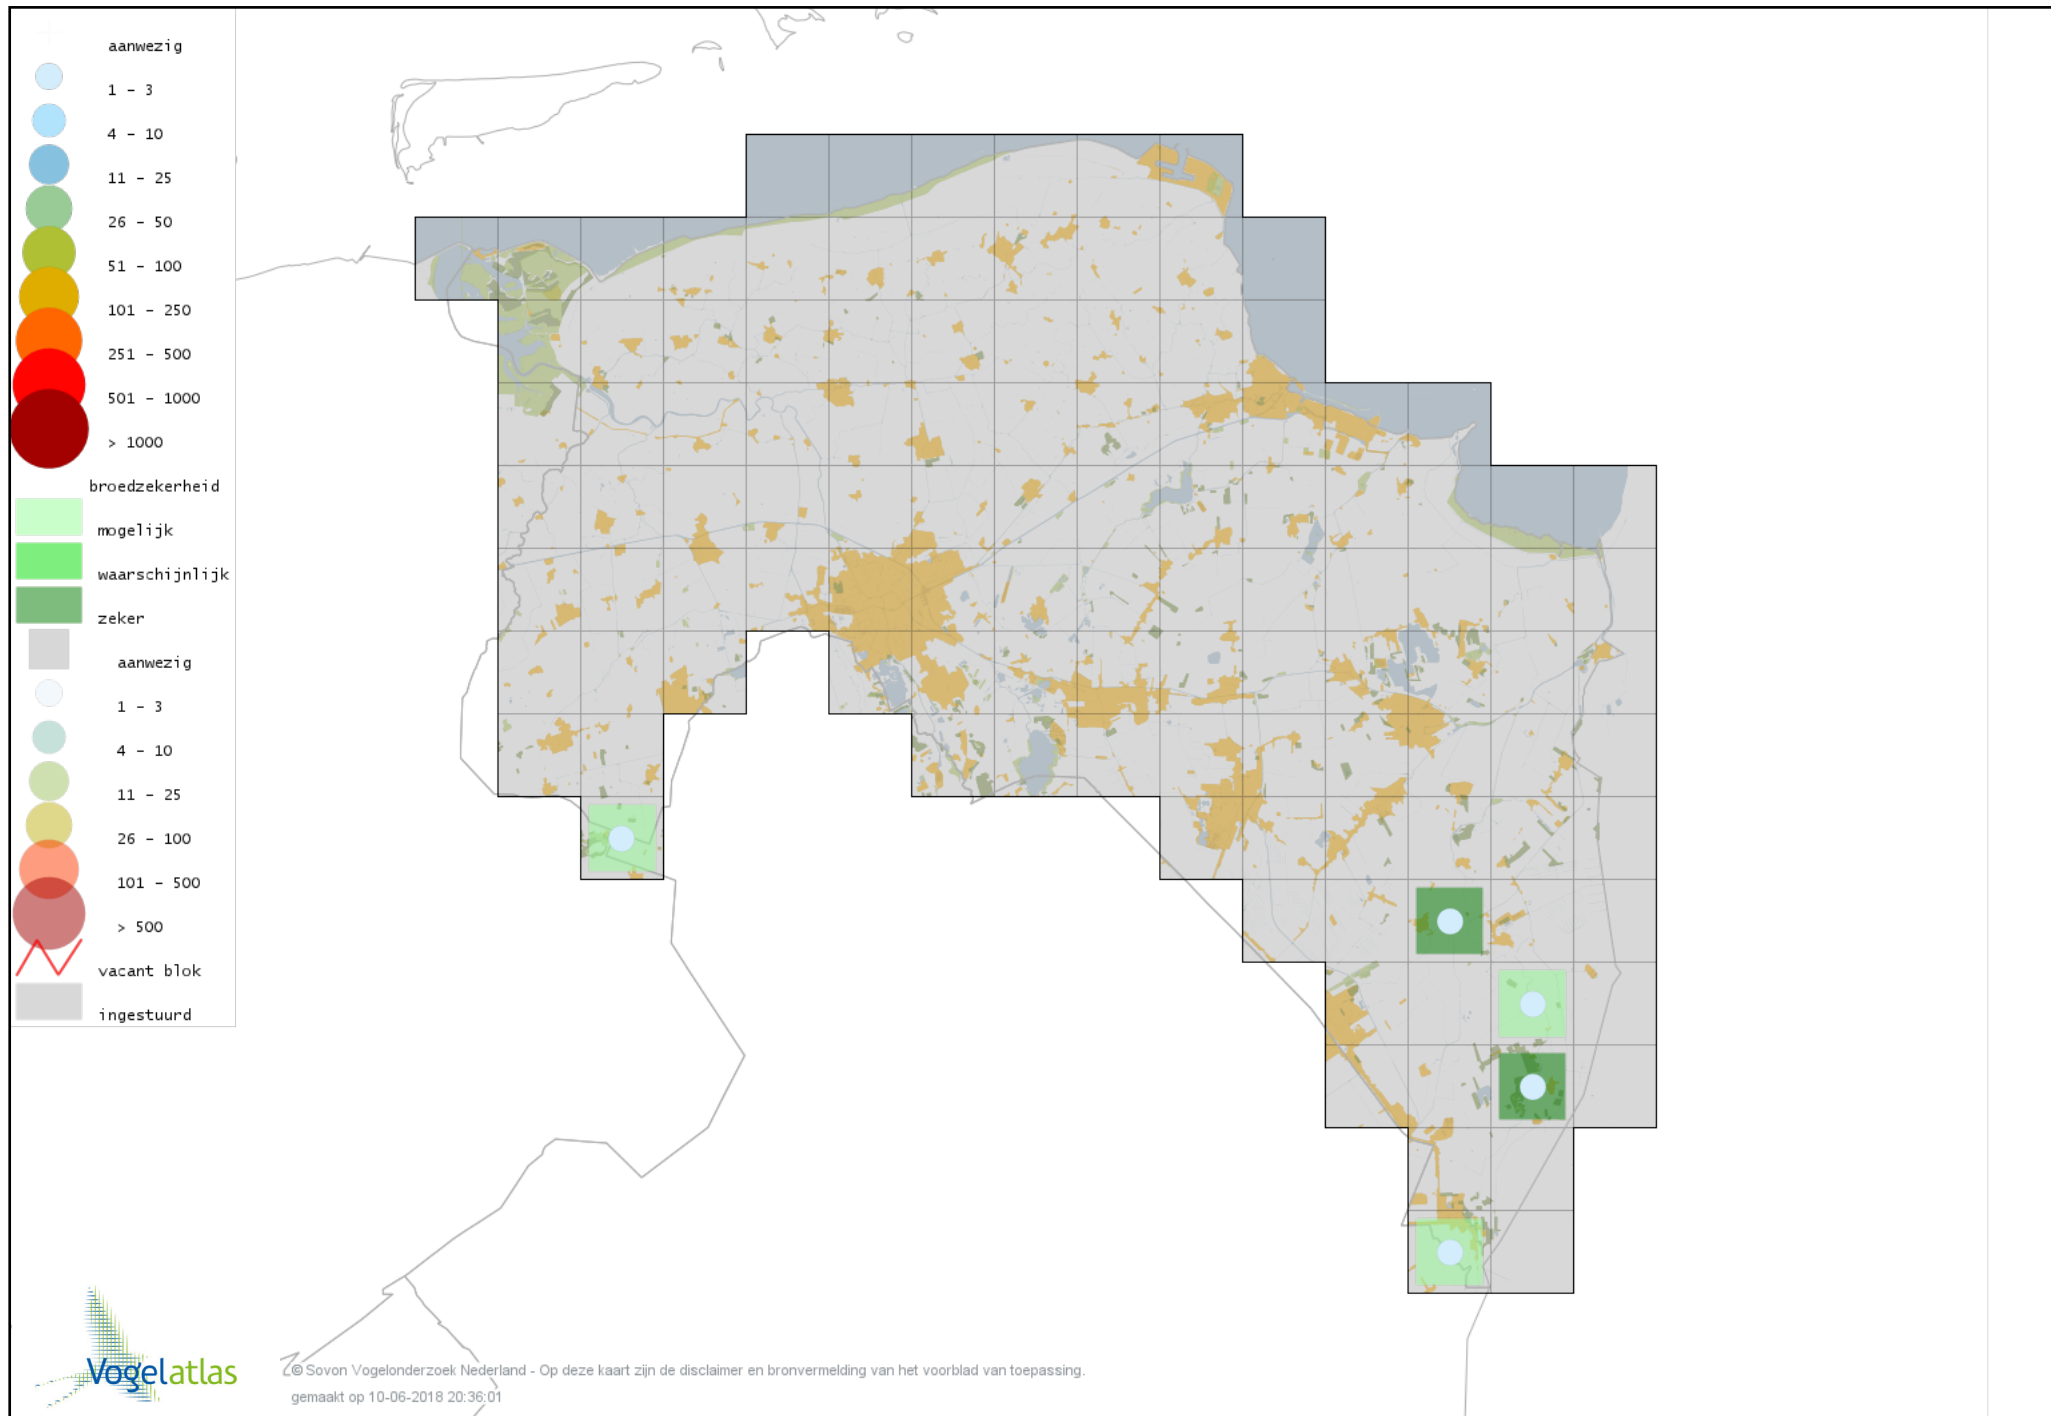 aanwezig
1 – 3
4 – 10
11 – 25
26 – 50
51 – 100
101 – 250
251 – 500
501 – 1000
> 1000
broedzekerheid
mogelijk
waarschijnlijk
zeker
aanwezig
1 – 3
4 – 10
11 – 25
26 – 100
101 – 500
> 500
vacant blok
ingestuurd
Vogelatlas
© Sovon Vogelonderzoek Nederland - Op deze kaart zijn de disclaimer en bronvermelding van het voorblad van toepassing.
gemaakt op 10-06-2018 20:36:01